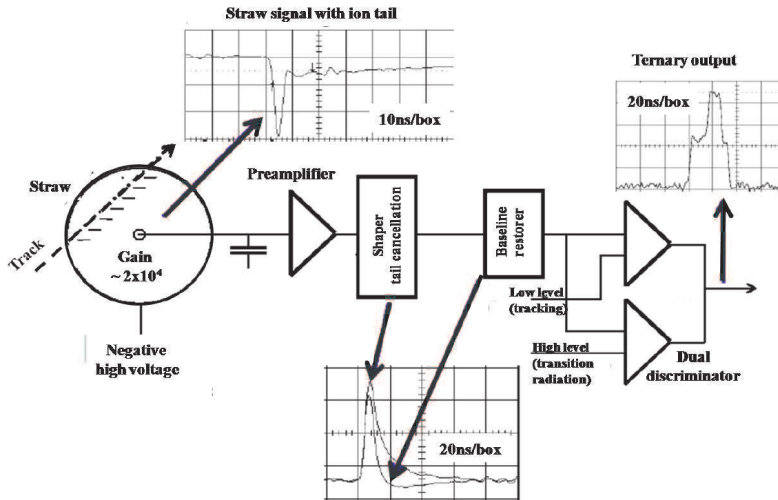 Straw signal with ion tail
10ns/box
Ternary output
20ns/box
Straw
Track
Gain
~2x10⁴
Negative
high voltage
Preamplifier
Shaper
tail cancellation
Baseline
restorer
Low level
(tracking)
High level
(transition
radiation)
Dual
discriminator
20ns/box